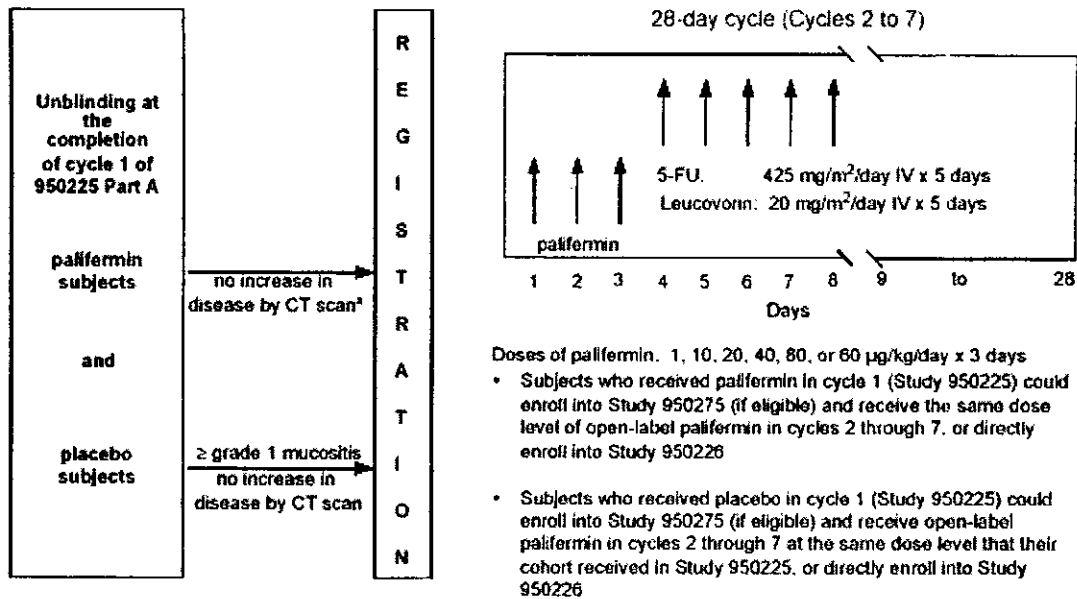 Unblinding at
the
completion
of cycle 1 of
950225 Part A
palifermin
subjects
and
placebo
subjects
no increase in
disease by CT scanª
≥ grade 1 mucositis
no increase in
disease by CT scan
R
E
G
I
S
T
R
A
T
I
O
N
28-day cycle (Cycles 2 to 7)
5-FU. 425 mg/m²/day IV x 5 days
Leucovorin: 20 mg/m²/day IV x 5 days
palifermin
1 2 3 4 5 6 7 8 9 to 28
Days
Doses of palifermin. 1, 10, 20, 40, 80, or 60 µg/kg/day x 3 days
• Subjects who received palifermin in cycle 1 (Study 950225) could
enroll into Study 950275 (if eligible) and receive the same dose
level of open-label palifermin in cycles 2 through 7, or directly
enroll into Study 950226
• Subjects who received placebo in cycle 1 (Study 950225) could
enroll into Study 950275 (if eligible) and receive open-label
palifermin in cycles 2 through 7 at the same dose level that their
cohort received in Study 950225, or directly enroll into Study
950226